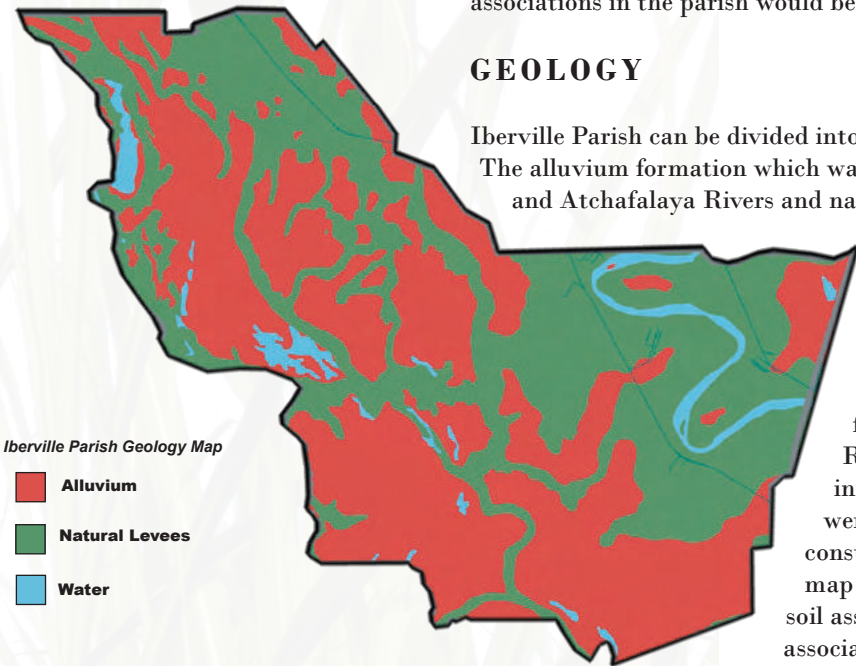 associations in the parish would be
GEOLOGY
Iberville Parish can be divided into
The alluvium formation which wa
and Atchafalaya Rivers and na
f
R
in
wer
cons
map
soil ass
associa
Iberville Parish Geology Map
Alluvium
Natural Levees
Water